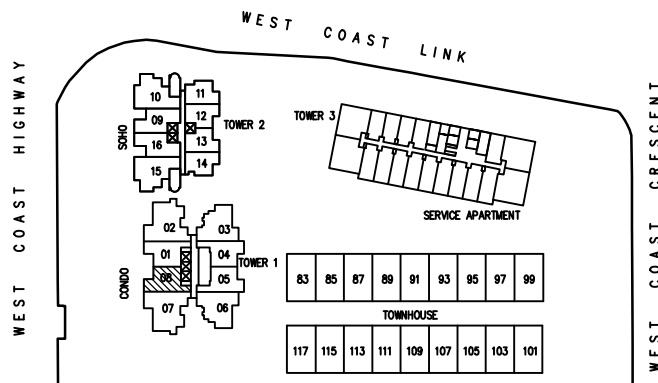 WEST COAST LINK
WEST COAST HIGHWAY
WEST COAST CRESCENT
10 11
09 12
16 13
15 14
SOHO
TOWER 2
TOWER 3
SERVICE APARTMENT
02 03
01 04
08 05
07 06
CONDO
TOWER 1
83 85 87 89 91 93 95 97 99
TOWNHOUSE
117 115 113 111 109 107 105 103 101